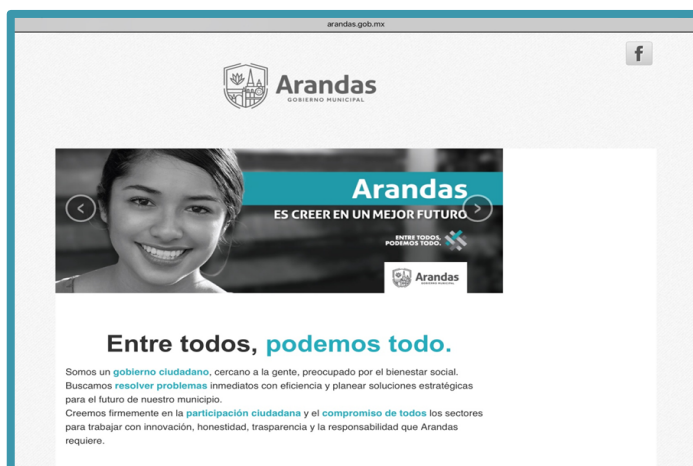 arandas.gob.mx
f
Arandas
GOBIERNO MUNICIPAL
Arandas
ES CREER EN UN MEJOR FUTURO
ENTRE TODOS,
PODEMOS TODO.
Arandas
GOBIERNO MUNICIPAL
Entre todos, podemos todo.
Somos un gobierno ciudadano, cercano a la gente, preocupado por el bienestar social.
Buscamos resolver problemas inmediatos con eficiencia y planear soluciones estratégicas
para el futuro de nuestro municipio.
Creemos firmemente en la participación ciudadana y el compromiso de todos los sectores
para trabajar con innovación, honestidad, trasparencia y la responsabilidad que Arandas
requiere.